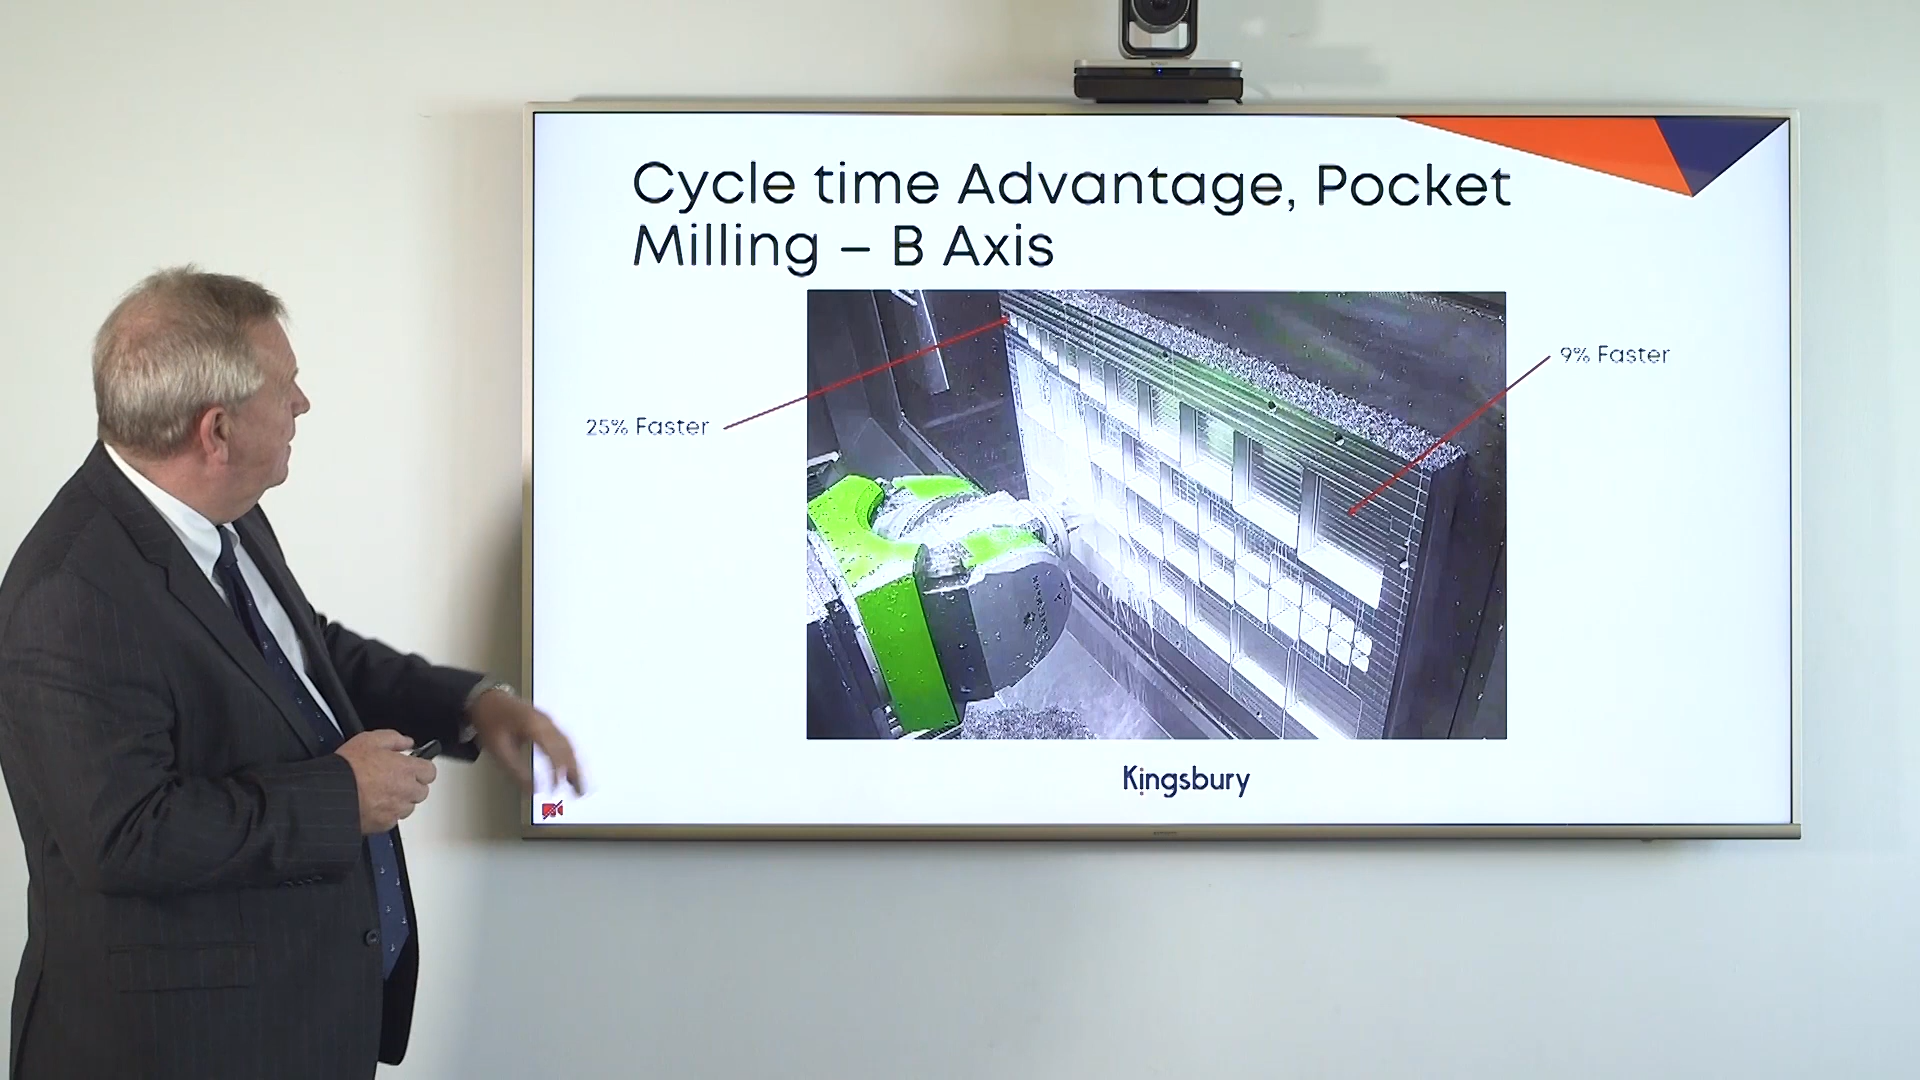 Cycle time Advantage, Pocket
Milling – B Axis
9% Faster
25% Faster
Kingsbury